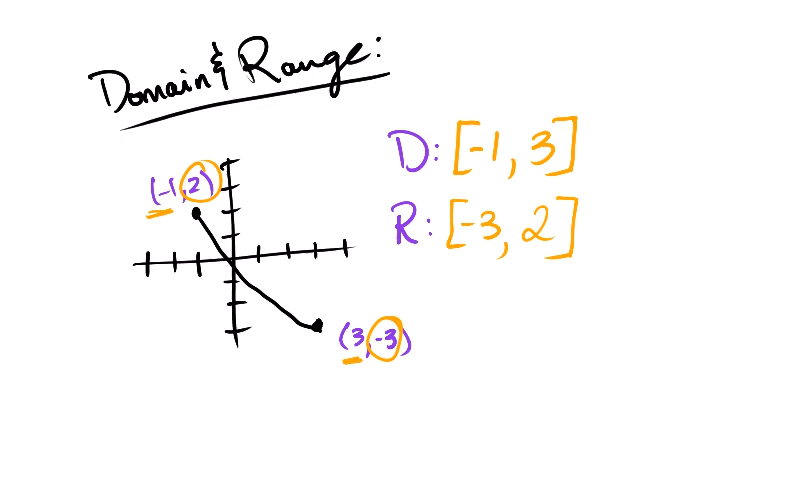 Domain & Range:
D: [-1, 3]
(-1, 2)
R: [-3, 2]
(3, -3)